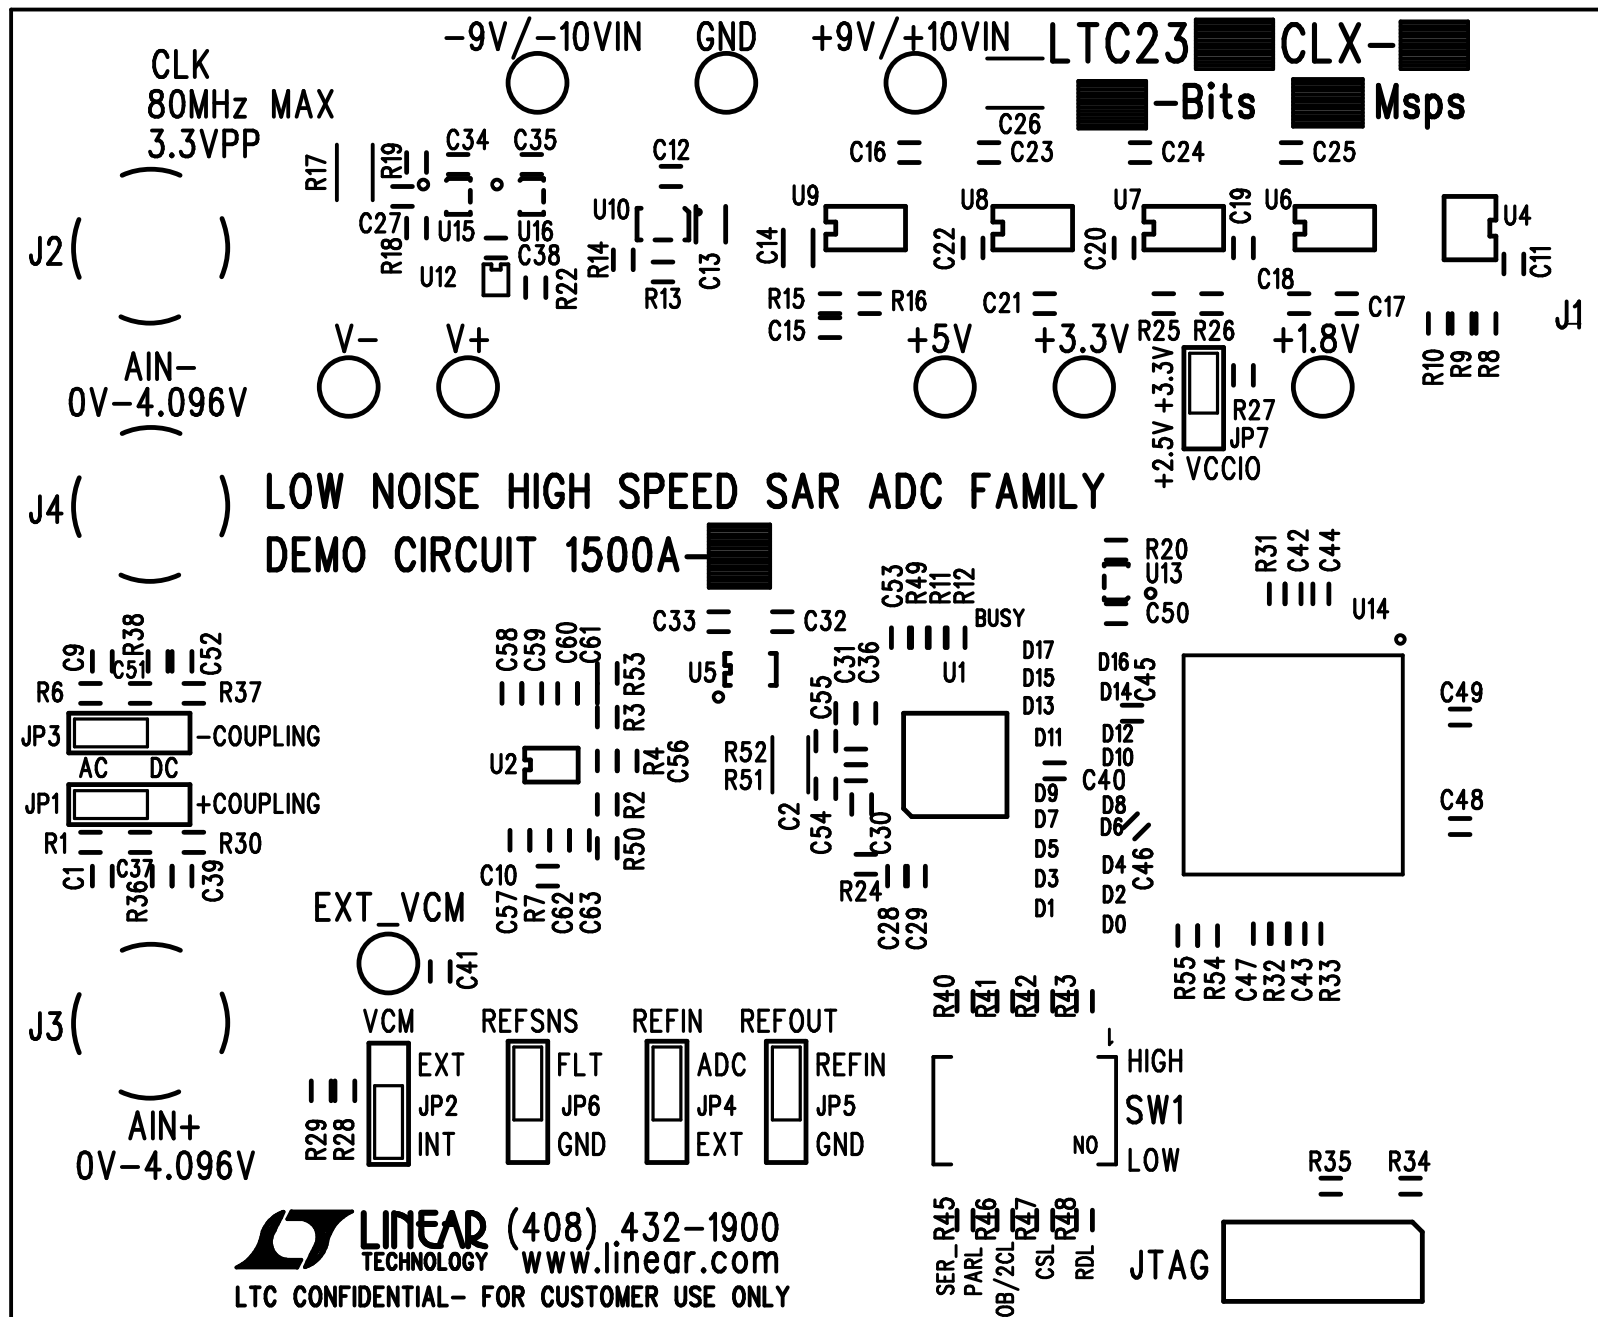 -9V/-10VIN
GND
+9V/+10VIN
LTC23
CLX-
-Bits
Msps
CLK
80MHz MAX
3.3VPP
C26
R17
R19
C34
C35
C12
C16
C23
C24
C25
C27
R18
U15
U16
U10
U9
U8
U7
C19
U6
U4
J2
U12
C38
R22
R14
R13
C13
C14
C22
C20
C11
R15
R16
C15
C21
R25
R26
C18
C17
J1
V-
V+
+5V
+3.3V
+1.8V
R10
R9
R8
AIN-
0V-4.096V
+2.5V +3.3V
R27
JP7
VCCIO
J4
LOW NOISE HIGH SPEED SAR ADC FAMILY
DEMO CIRCUIT 1500A-
R20
U13
C50
R31
C42
C44
U14
C53
R49
R11
R12
BUSY
C33
C32
C9
R38
C51
C52
C58
C59
C60
C61
R53
U5
C31
C36
U1
D17
D15
D13
D11
D9
D7
D5
D3
D1
D16
D14
D12
D10
D8
D6
D4
D2
D0
C45
C40
C46
C49
C48
R6
R37
JP3
-COUPLING
AC
DC
JP1
+COUPLING
R1
R30
C1
C37
R36
C39
U2
R3
R4
C56
R2
R50
C55
R52
R51
C2
C54
C30
R24
C28
C29
C10
C57
R7
C62
C63
EXT_VCM
C41
R55
R54
C47
R32
C43
R33
J3
VCM
REFSNS
REFIN
REFOUT
R40
R41
R42
R43
EXT
JP2
INT
FLT
JP6
GND
ADC
JP4
EXT
REFIN
JP5
GND
1
HIGH
SW1
NO
LOW
R29
R28
AIN+
0V-4.096V
R35
R34
R45
R46
R47
R48
SER_
PARL
OB/2CL
CSL
RDL
JTAG
LINEAR
TECHNOLOGY
(408) 432-1900
www.linear.com
LTC CONFIDENTIAL- FOR CUSTOMER USE ONLY